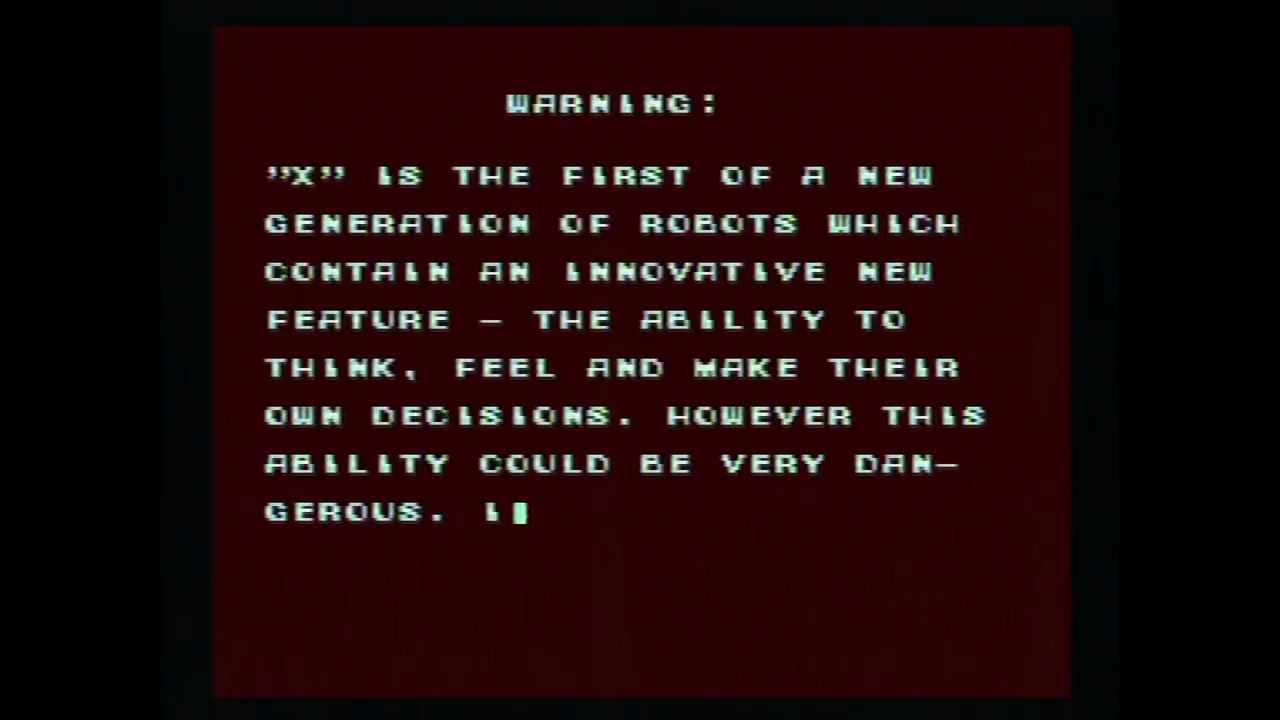 WARNING:
"X" IS THE FIRST OF A NEW
GENERATION OF ROBOTS WHICH
CONTAIN AN INNOVATIVE NEW
FEATURE – THE ABILITY TO
THINK, FEEL AND MAKE THEIR
OWN DECISIONS. HOWEVER THIS
ABILITY COULD BE VERY DAN-
GEROUS. I